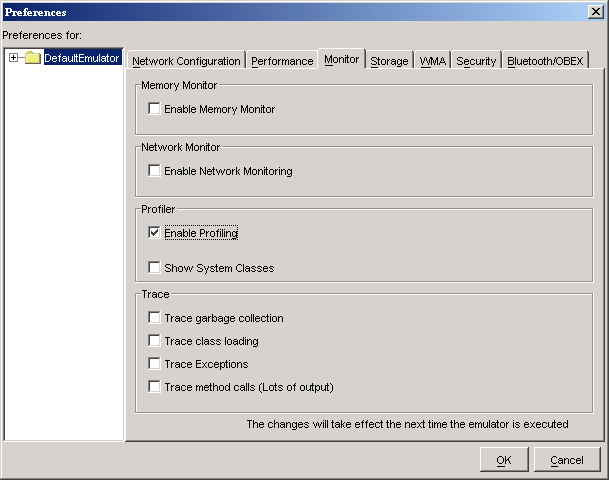 Preferences
Preferences for:
DefaultEmulator
Network Configuration Performance Monitor Storage WMA Security Bluetooth/OBEX
Memory Monitor
Enable Memory Monitor
Network Monitor
Enable Network Monitoring
Profiler
Enable Profiling
Show System Classes
Trace
Trace garbage collection
Trace class loading
Trace Exceptions
Trace method calls (Lots of output)
The changes will take effect the next time the emulator is executed
OK Cancel